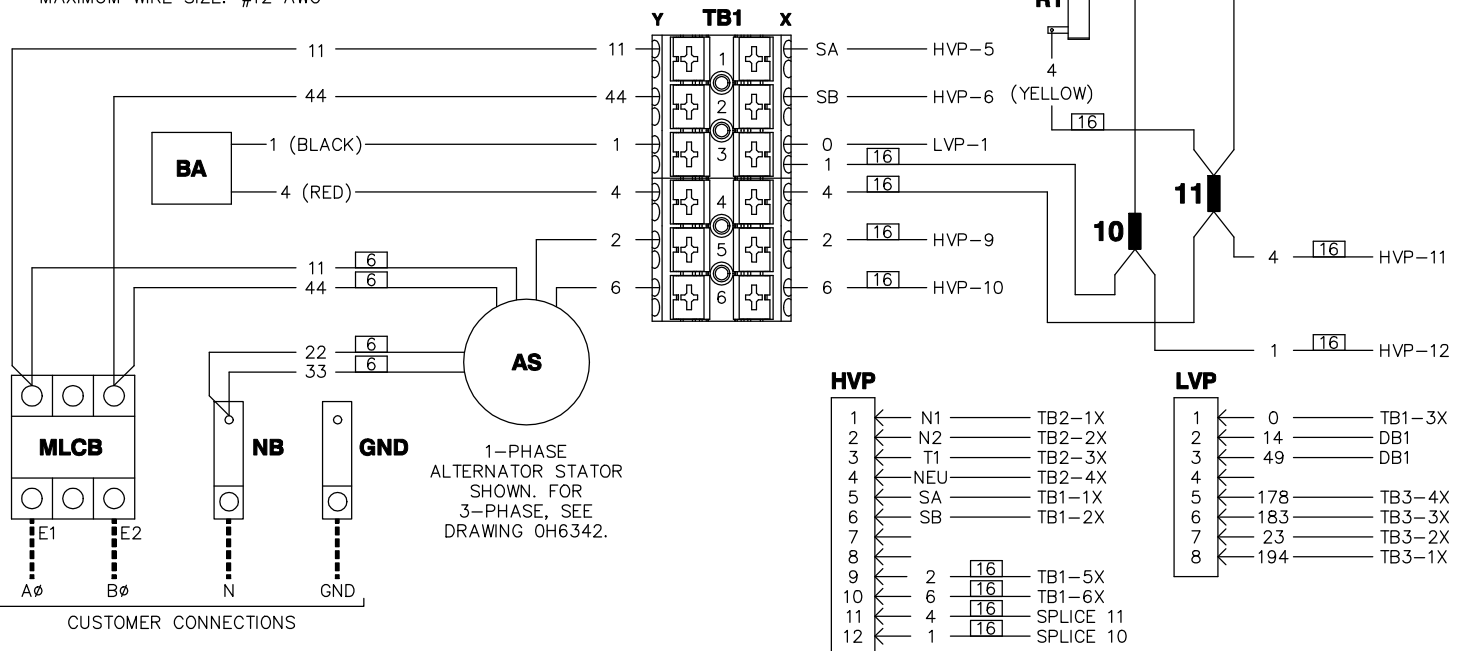 MAXIMUM WIRE SIZE: #12 AWG
R1
Y TB1 X
11 11 1 SA HVP-5
4
(YELLOW)
44 44 2 SB HVP-6
16
BA
1 (BLACK) 1 3 0 LVP-1
1 16
4 (RED) 4 4 4 16
11
10
2 5 2 16 HVP-9
4 16 HVP-11
11 6
44 6
6 6 6 16 HVP-10
22 6
33 6
AS
1 16 HVP-12
MLCB
NB
GND
1-PHASE
ALTERNATOR STATOR
SHOWN. FOR
3-PHASE, SEE
DRAWING 0H6342.
E1 E2
AØ BØ N GND
CUSTOMER CONNECTIONS
HVP
1 N1 TB2-1X
2 N2 TB2-2X
3 T1 TB2-3X
4 NEU TB2-4X
5 SA TB1-1X
6 SB TB1-2X
7
8
9 2 16 TB1-5X
10 6 16 TB1-6X
11 4 16 SPLICE 11
12 1 16 SPLICE 10
LVP
1 0 TB1-3X
2 14 DB1
3 49 DB1
4
5 178 TB3-4X
6 183 TB3-3X
7 23 TB3-2X
8 194 TB3-1X